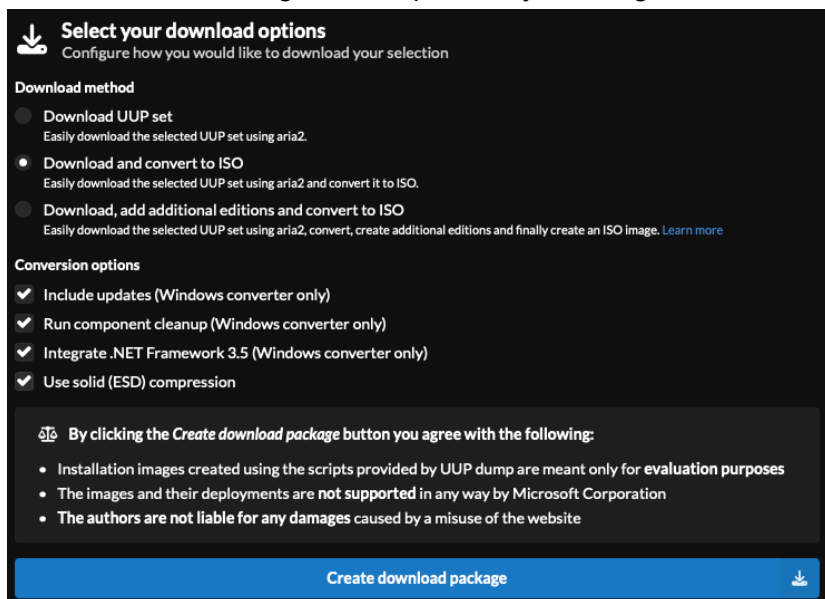 Select your download options
Configure how you would like to download your selection
Download method
Download UUP set
Easily download the selected UUP set using aria2.
Download and convert to ISO
Easily download the selected UUP set using aria2 and convert it to ISO.
Download, add additional editions and convert to ISO
Easily download the selected UUP set using aria2, convert, create additional editions and finally create an ISO image. Learn more
Conversion options
Include updates (Windows converter only)
Run component cleanup (Windows converter only)
Integrate .NET Framework 3.5 (Windows converter only)
Use solid (ESD) compression
By clicking the Create download package button you agree with the following:
• Installation images created using the scripts provided by UUP dump are meant only for evaluation purposes
• The images and their deployments are not supported in any way by Microsoft Corporation
• The authors are not liable for any damages caused by a misuse of the website
Create download package